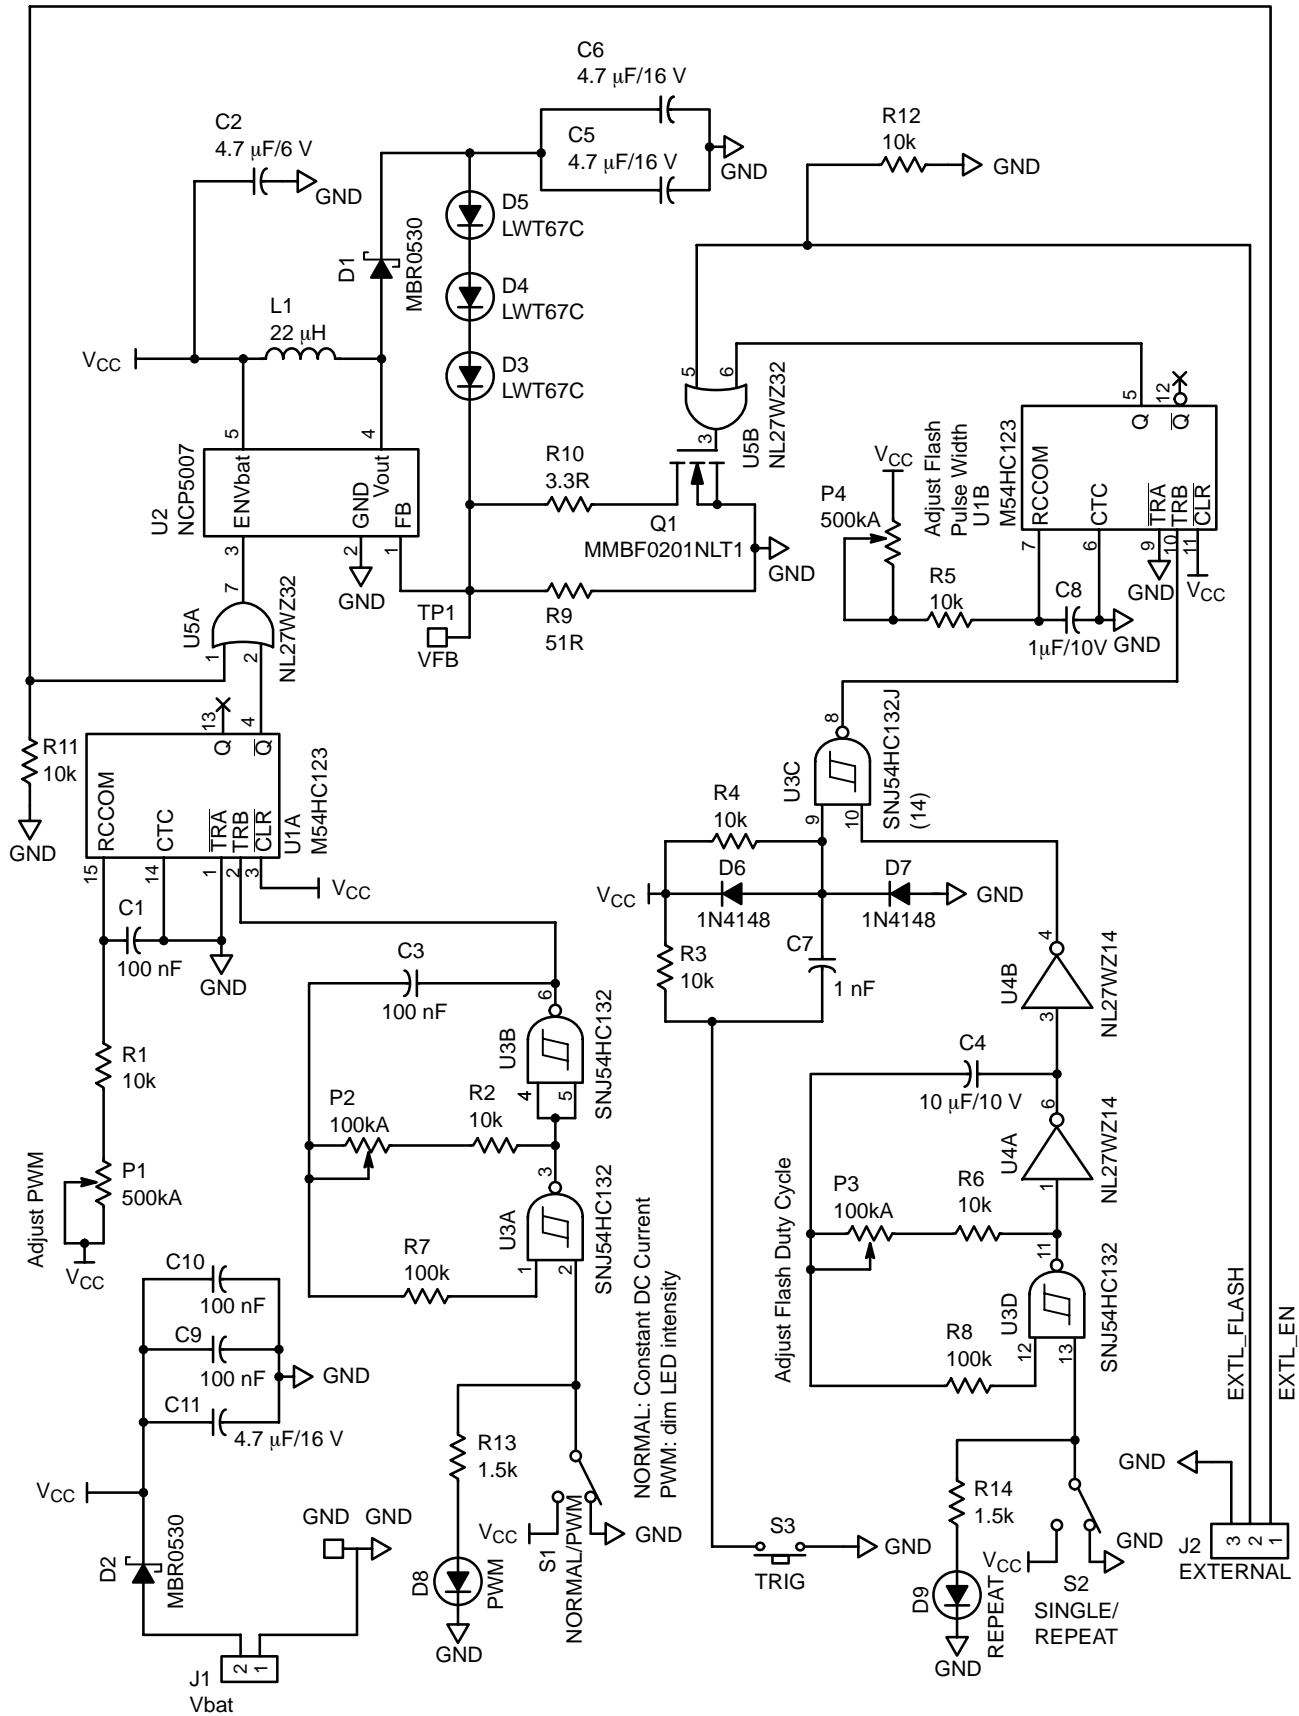 C6
4.7 µF/16 V
C2
4.7 µF/6 V
GND
C5
4.7 µF/16 V
GND
R12
10k
GND
D5
LWT67C
D1
MBR0530
D4
LWT67C
L1
22 µH
VCC
D3
LWT67C
5
6
3
U5B
NL27WZ32
5
12
Q
Q
RCCOM
CTC
TRA
TRB
CLR
7
6
9
10
11
M54HC123
U1B
Adjust Flash
Pulse Width
VCC
P4
500kA
R5
10k
C8
1µF/10V
GND
GND
VCC
5
4
ENVbat
Vout
GND
FB
U2
NCP5007
3
2
1
GND
R10
3.3R
Q1
MMBF0201NLT1
GND
TP1
VFB
R9
51R
7
U5A
1
2
NL27WZ32
13
4
Q
Q
RCCOM
CTC
TRA
TRB
CLR
U1A
M54HC123
15
14
1
2
3
VCC
R11
10k
GND
C1
100 nF
GND
R1
10k
P1
500kA
Adjust PWM
VCC
8
U3C
9
10
SNJ54HC132J
(14)
R4
10k
D6
1N4148
D7
1N4148
VCC
GND
R3
10k
C7
1 nF
C3
100 nF
6
U3B
4
5
SNJ54HC132
P2
100kA
R2
10k
3
U3A
1
2
SNJ54HC132
R7
100k
4
U4B
3
NL27WZ14
C4
10 µF/10 V
6
U4A
1
NL27WZ14
Adjust Flash Duty Cycle
P3
100kA
R6
10k
11
U3D
12
13
SNJ54HC132
R8
100k
C10
100 nF
C9
100 nF
C11
4.7 µF/16 V
GND
VCC
D2
MBR0530
GND
GND
J1
Vbat
2
1
R13
1.5k
D8
PWM
GND
VCC
S1
NORMAL/PWM
GND
NORMAL: Constant DC Current
PWM: dim LED intensity
S3
TRIG
GND
R14
1.5k
D9
REPEAT
GND
VCC
S2
SINGLE/
REPEAT
GND
EXTL_FLASH
EXTL_EN
GND
3
2
1
J2
EXTERNAL